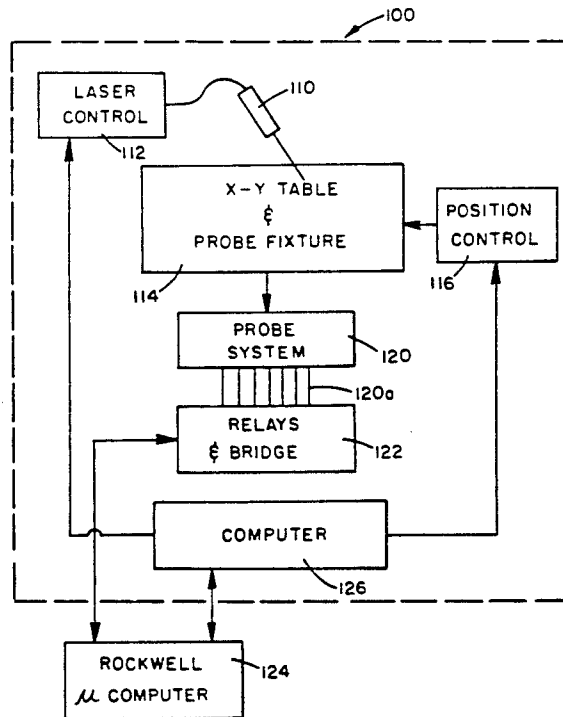 100
LASER
CONTROL
112
110
X-Y TABLE
&
PROBE FIXTURE
114
POSITION
CONTROL
116
PROBE
SYSTEM
120
120a
RELAYS
& BRIDGE
122
COMPUTER
126
ROCKWELL
μ COMPUTER
124